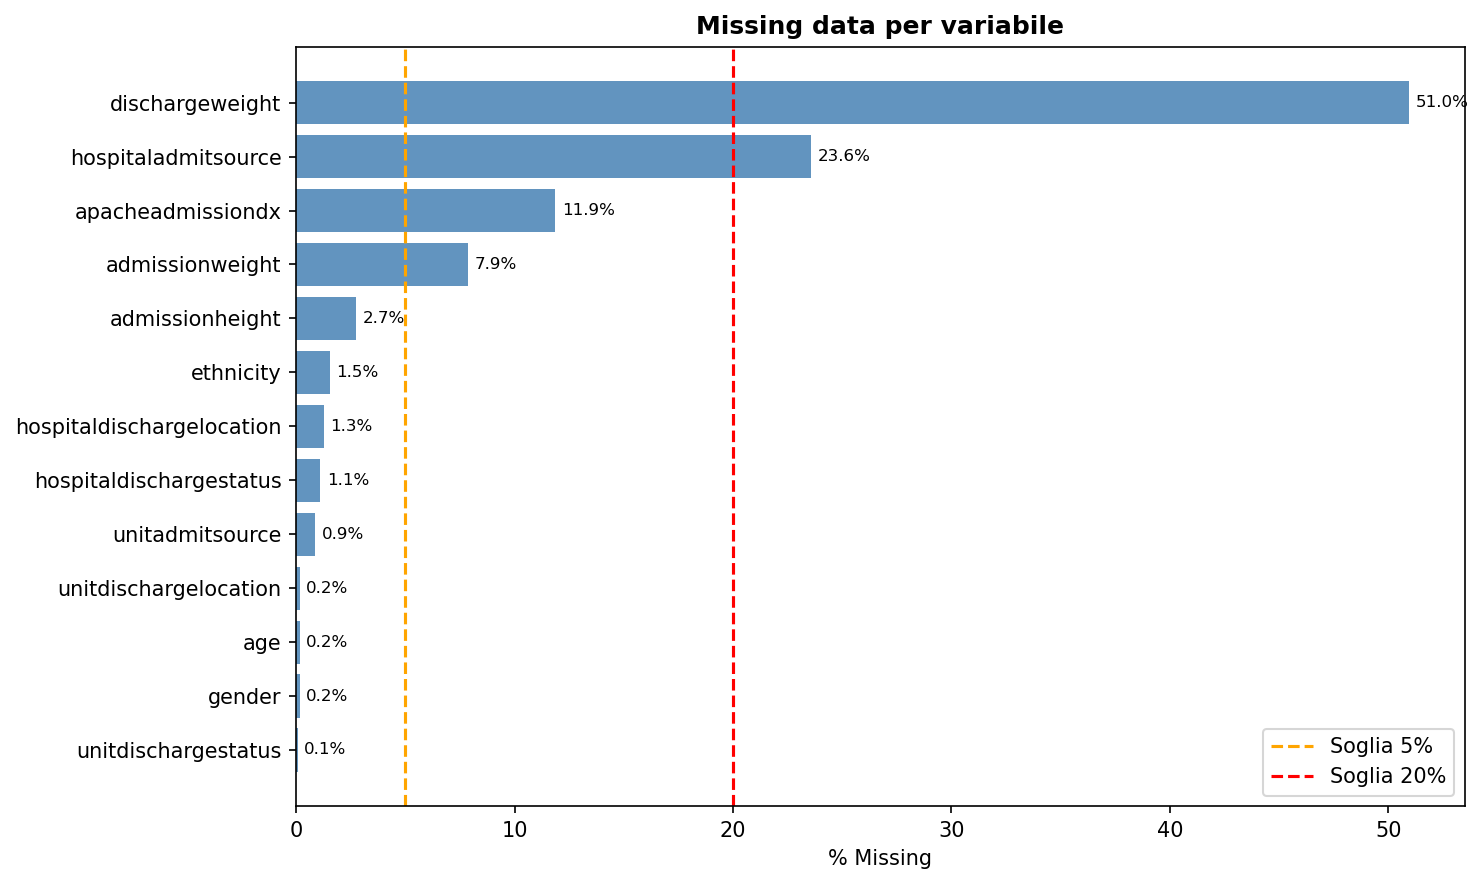 Missing data per variabile
dischargeweight 51.0%
hospitaladmitsource 23.6%
apacheadmissiondx 11.9%
admissionweight 7.9%
admissionheight 2.7%
ethnicity 1.5%
hospitaldischargelocation 1.3%
hospitaldischargestatus 1.1%
unitadmitsource 0.9%
unitdischargelocation 0.2%
age 0.2%
gender 0.2%
unitdischargestatus 0.1%
Soglia 5%
Soglia 20%
0 10 20 30 40 50
% Missing